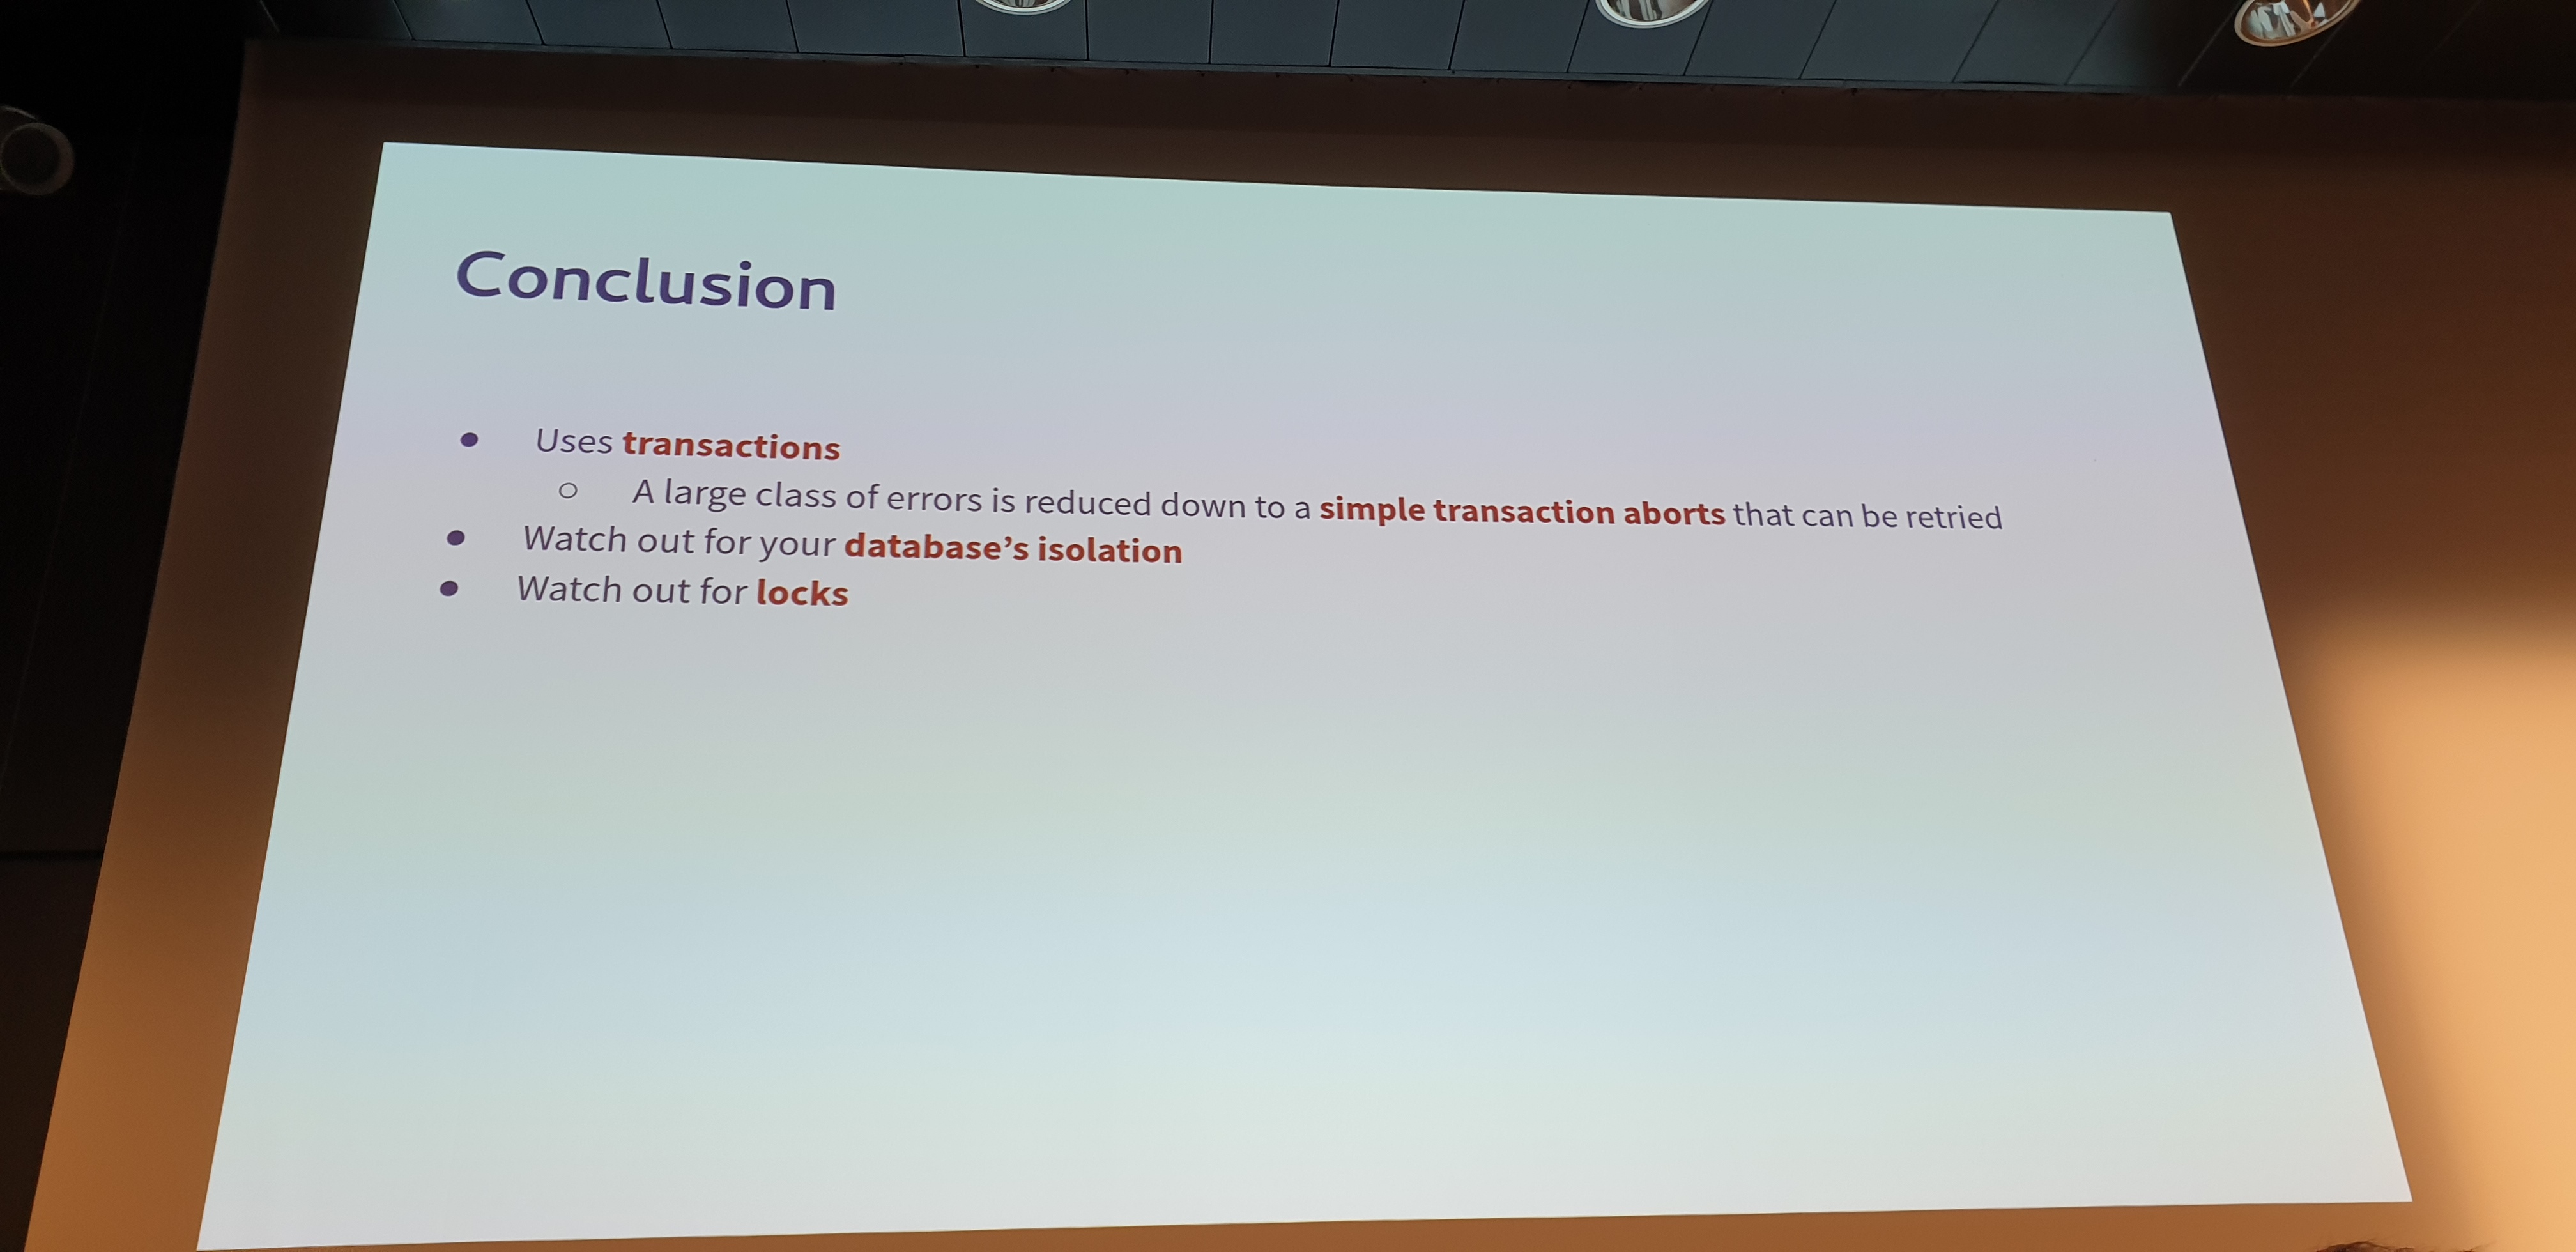 Conclusion
● Uses transactions
○ A large class of errors is reduced down to a simple transaction aborts that can be retried
● Watch out for your database’s isolation
● Watch out for locks